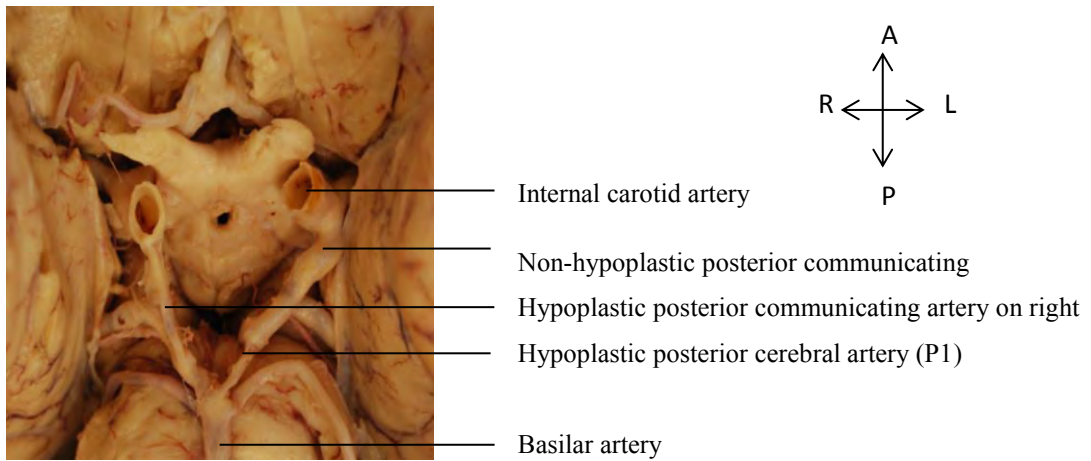 A
R L
P
Internal carotid artery
Non-hypoplastic posterior communicating
Hypoplastic posterior communicating artery on right
Hypoplastic posterior cerebral artery (P1)
Basilar artery